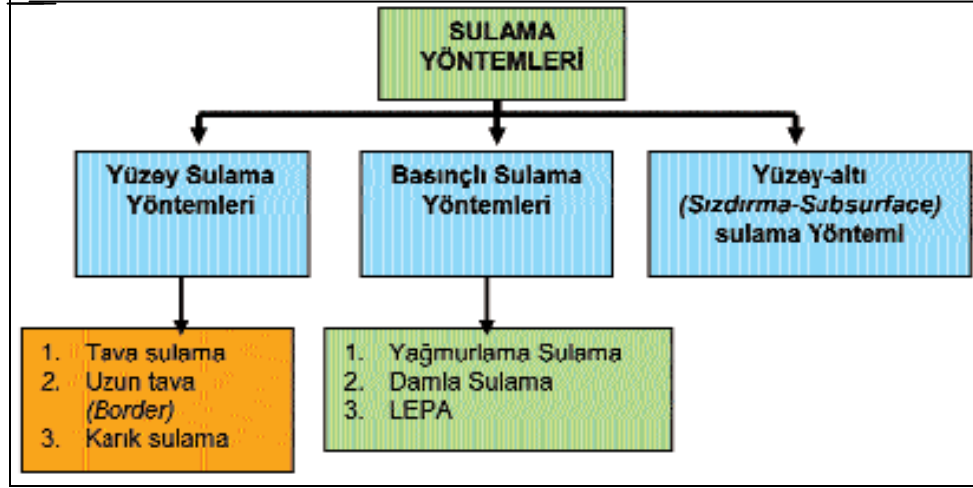 SULAMA
YÖNTEMLERİ
Yüzey Sulama
Yöntemleri
Basınçlı Sulama
Yöntemleri
Yüzey-altı
(Sızdırma-Subsurface)
sulama Yöntemi
1. Tava sulama
2. Uzun tava
(Border)
3. Karık sulama
1. Yağmurlama Sulama
2. Damla Sulama
3. LEPA